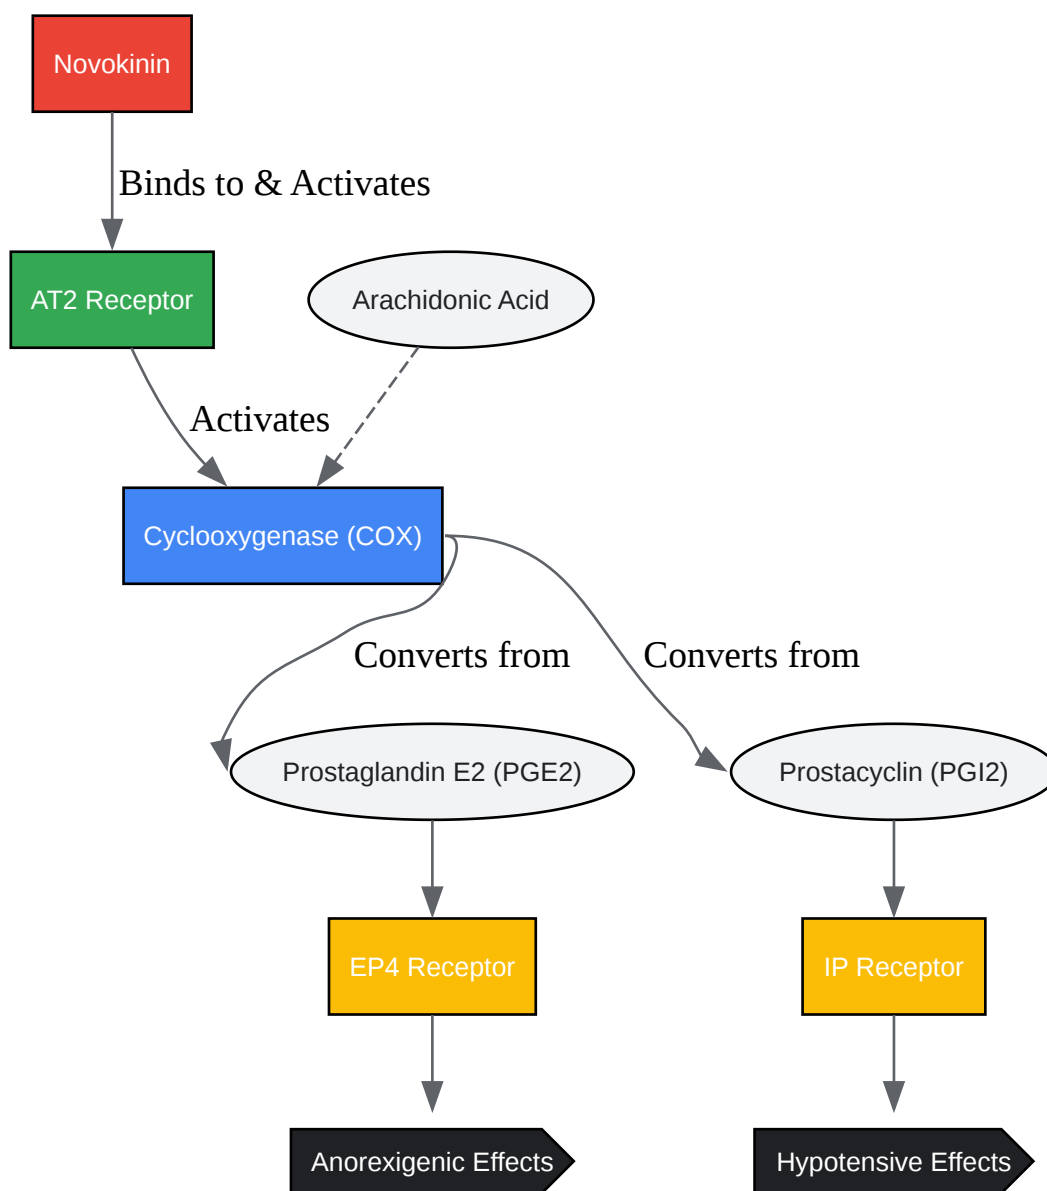 Novokinin
Binds to & Activates
AT2 Receptor
Arachidonic Acid
Activates
Cyclooxygenase (COX)
Converts from
Converts from
Prostaglandin E2 (PGE2)
Prostacyclin (PGI2)
EP4 Receptor
IP Receptor
Anorexigenic Effects
Hypotensive Effects